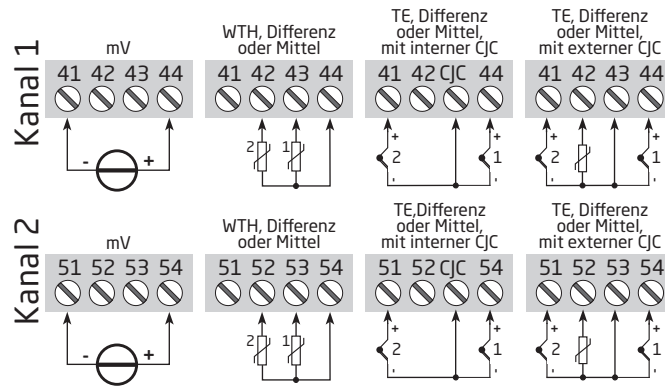 Kanal 1
mV
41 42 43 44
- +
WTH, Differenz
oder Mittel
41 42 43 44
2 1
TE, Differenz
oder Mittel,
mit interner CJC
41 42 CJC 44
+ +
2 1
- -
TE, Differenz
oder Mittel,
mit externer CJC
41 42 43 44
+ +
2 1
- -
Kanal 2
mV
51 52 53 54
- +
WTH, Differenz
oder Mittel
51 52 53 54
2 1
TE,Differenz
oder Mittel,
mit interner CJC
51 52 CJC 54
+ +
2 1
- -
TE, Differenz
oder Mittel,
mit externer CJC
51 52 53 54
+ +
2 1
- -